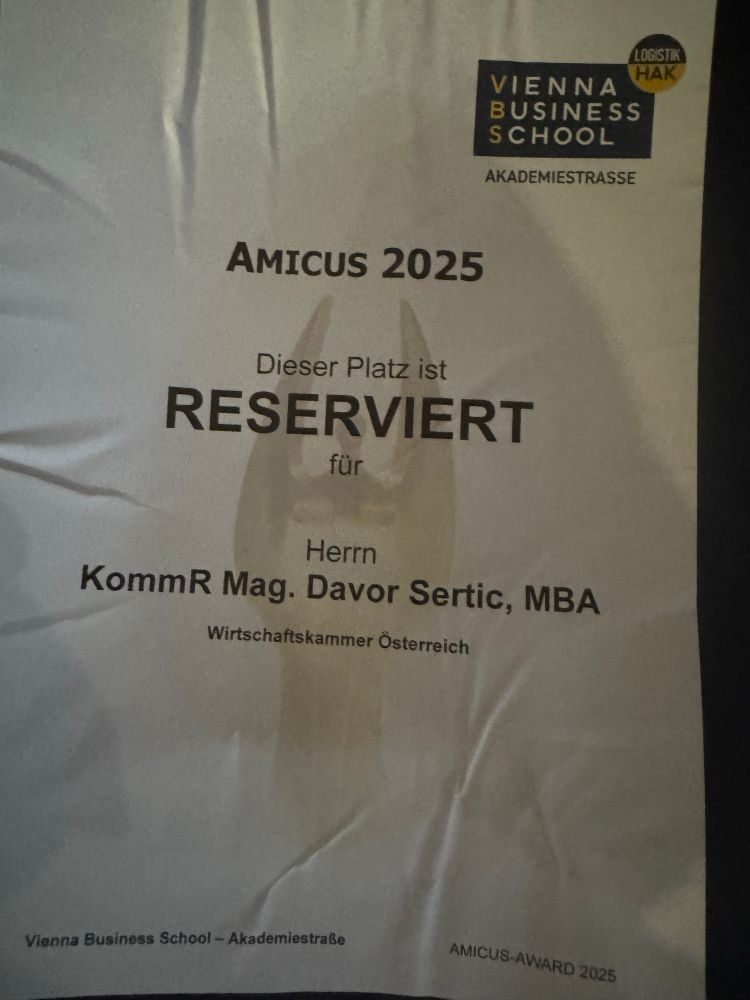 LOGISTIK
HAK
VIENNA
BUSINESS
SCHOOL
AKADEMIESTRASSE
AMICUS 2025
Dieser Platz ist
RESERVIERT
für
Herrn
KommR Mag. Davor Sertic, MBA
Wirtschaftskammer Österreich
Vienna Business School – Akademiestraße
AMICUS-AWARD 2025